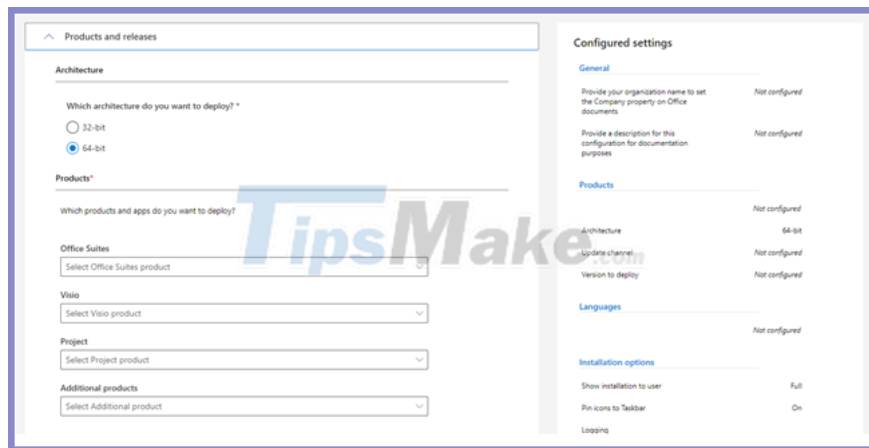 Products and releases
Architecture
Which architecture do you want to deploy? *
32-bit
64-bit
Products*
Which products and apps do you want to deploy?
Office Suites
Select Office Suites product
Visio
Select Visio product
Project
Select Project product
Additional products
Select Additional product
Configured settings
General
Provide your organization name to set Not configured
the Company property on Office
documents
Provide a description for this Not configured
configuration for documentation
purposes
Products
Not configured
Architecture 64-bit
Update channel Not configured
Version to deploy Not configured
Languages
Not configured
Installation options
Show installation to user Full
Pin icons to Taskbar On
Logging
TipsMake.com